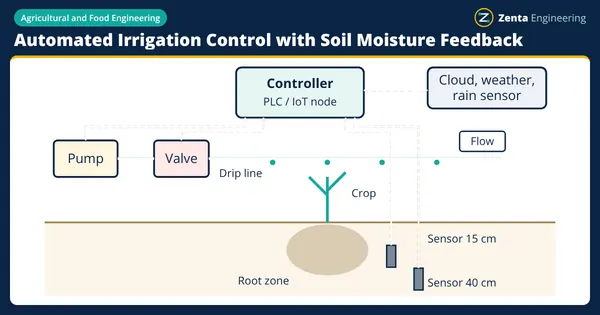 Agricultural and Food Engineering
Zenta Engineering
Automated Irrigation Control with Soil Moisture Feedback
Controller
PLC / IoT node
Cloud, weather,
rain sensor
Pump
Valve
Flow
Drip line
Crop
Sensor 15 cm
Root zone
Sensor 40 cm